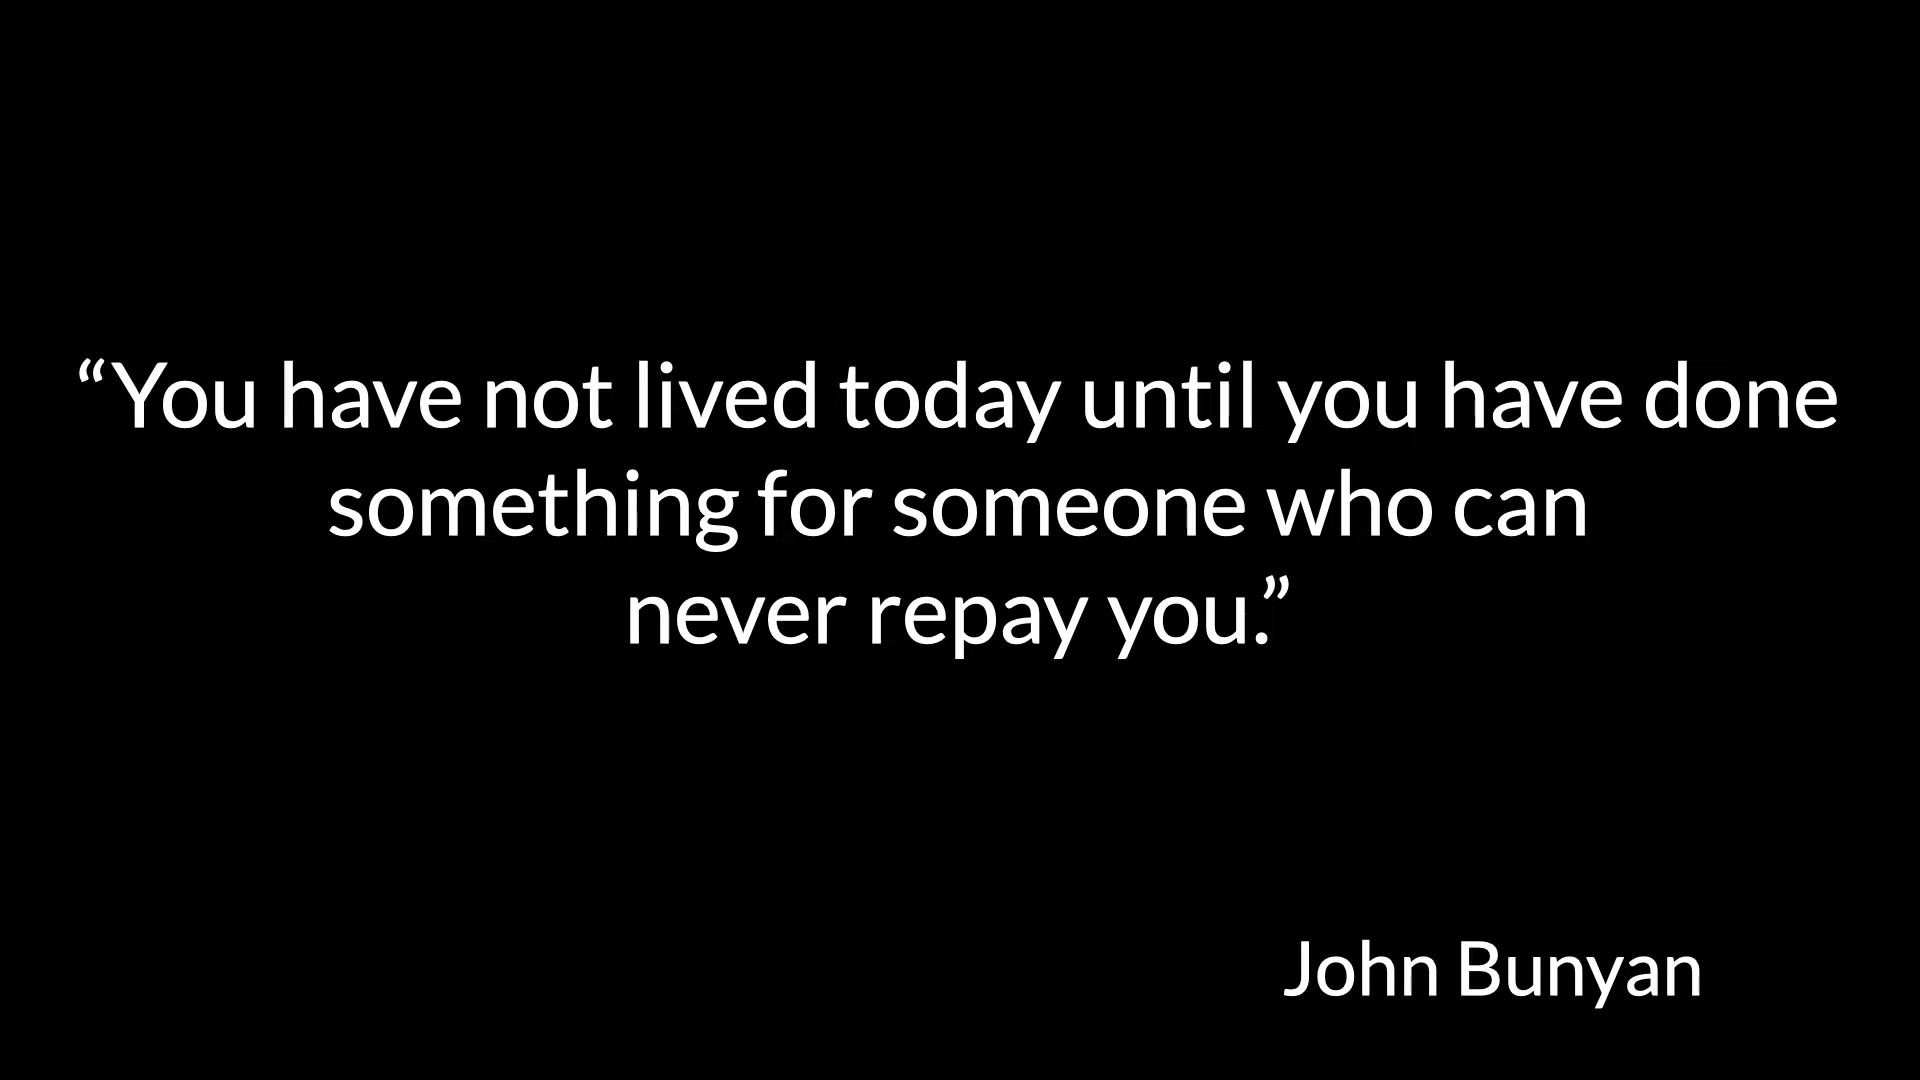 “You have not lived today until you have done
something for someone who can
never repay you.”
John Bunyan